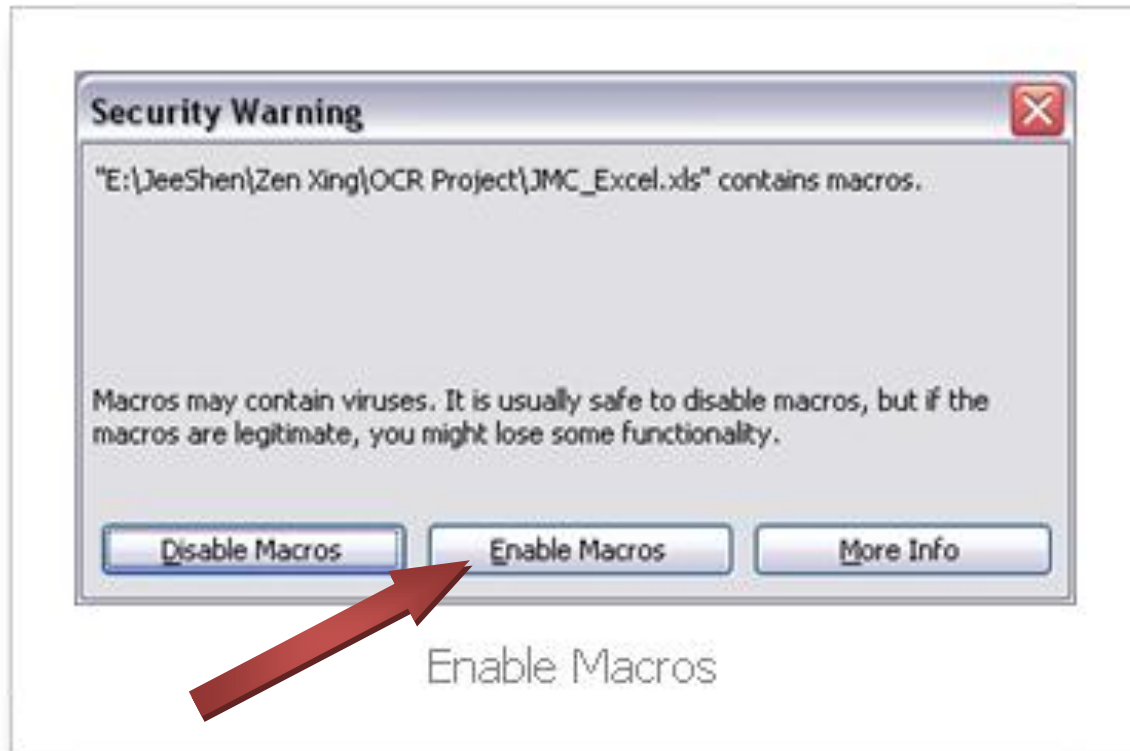 Security Warning
"E:\JeeShen\Zen Xing\OCR Project\JMC_Excel.xls" contains macros.
Macros may contain viruses. It is usually safe to disable macros, but if the
macros are legitimate, you might lose some functionality.
Disable Macros
Enable Macros
More Info
Enable Macros